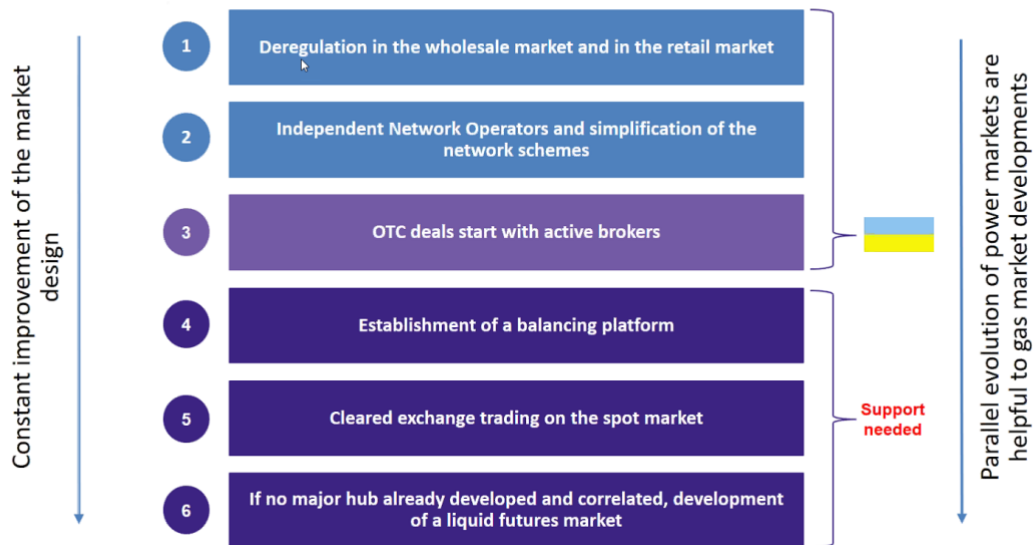 Constant improvement of the market
design
1
Deregulation in the wholesale market and in the retail market
2
Independent Network Operators and simplification of the
network schemes
3
OTC deals start with active brokers
4
Establishment of a balancing platform
5
Cleared exchange trading on the spot market
6
If no major hub already developed and correlated, development
of a liquid futures market
Support
needed
Parallel evolution of power markets are
helpful to gas market developments